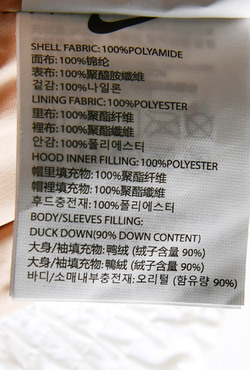 SHELL FABRIC: 100%POLYAMIDE
面布: 100%锦纶
表布: 100%聚醯胺纖維
겉감: 100%나일론
LINING FABRIC: 100%POLYESTER
里布: 100%聚酯纤维
裡布: 100%聚酯纖維
안감: 100%폴리에스터
HOOD INNER FILLING: 100%POLYESTER
帽里填充物: 100%聚酯纤维
帽裡填充物: 100%聚酯纖維
후드충전재: 100%폴리에스터
BODY/SLEEVES FILLING:
DUCK DOWN(90% DOWN CONTENT)
大身/袖填充物: 鸭绒 (绒子含量 90%)
大身/袖填充物: 鴨絨 (絨子含量 90%)
바디/소매내부충전재: 오리털 (함유량 90%)